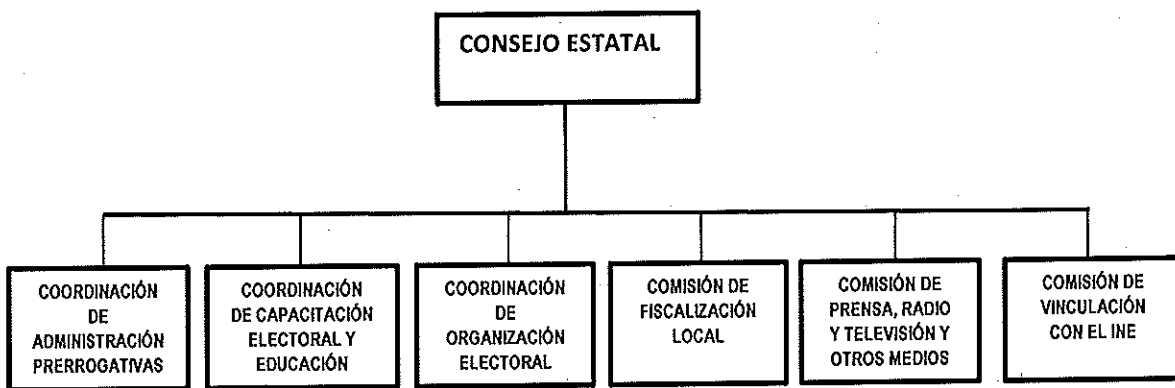 CONSEJO ESTATAL
COORDINACIÓN
DE
ADMINISTRACIÓN
PRERROGATIVAS
COORDINACIÓN
DE CAPACITACIÓN
ELECTORAL Y
EDUCACIÓN
COORDINACIÓN
DE
ORGANIZACIÓN
ELECTORAL
COMISIÓN DE
FISCALIZACIÓN
LOCAL
COMISIÓN DE
PRENSA, RADIO
Y TELEVISIÓN Y
OTROS MEDIOS
COMISIÓN DE
VINCULACIÓN
CON EL INE